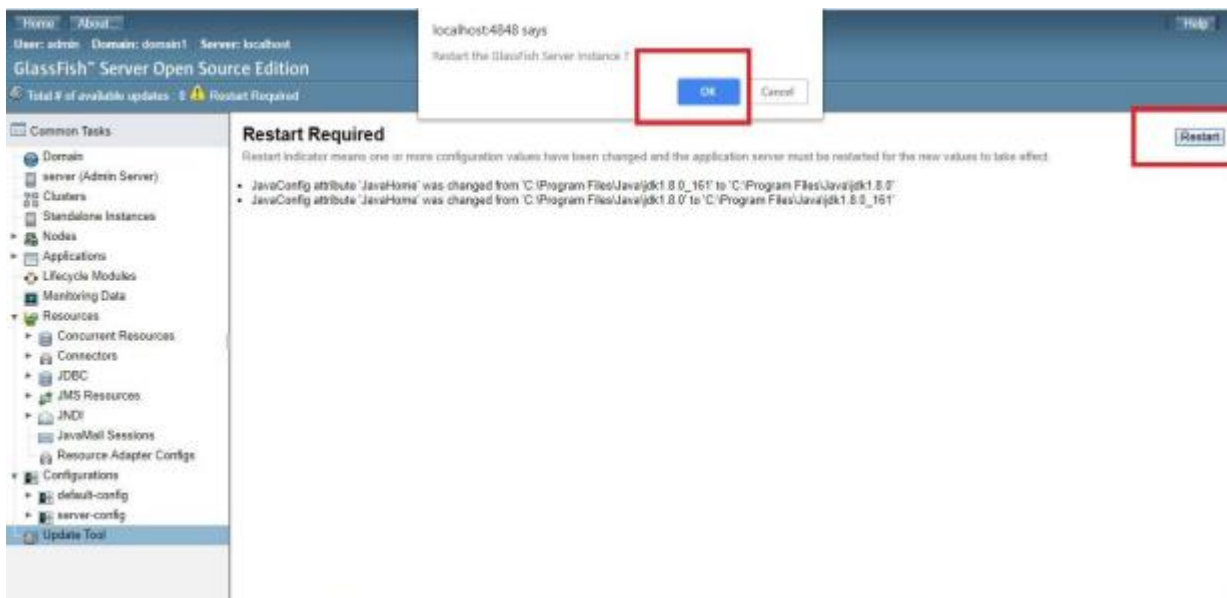 Home About...
User: admin Domain: domain1 Server: localhost
GlassFish™ Server Open Source Edition
Total # of available updates : 0 Restart Required
localhost:4848 says
Restart the GlassFish Server Instance ?
OK Cancel
Help
Common Tasks
Domain
server (Admin Server)
Clusters
Standalone Instances
Nodes
Applications
Lifecycle Modules
Monitoring Data
Resources
Concurrent Resources
Connectors
JDBC
JMS Resources
JNDI
JavaMail Sessions
Resource Adapter Configs
Configurations
default-config
server-config
Update Tool
Restart Required
Restart
Restart Indicator means one or more configuration values have been changed and the application server must be restarted for the new values to take effect.
JavaConfig attribute 'JavaHome' was changed from 'C:\Program Files\Java\jdk1.8.0_161' to 'C:\Program Files\Java\jdk1.8.0'
JavaConfig attribute 'JavaHome' was changed from 'C:\Program Files\Java\jdk1.8.0' to 'C:\Program Files\Java\jdk1.8.0_161'